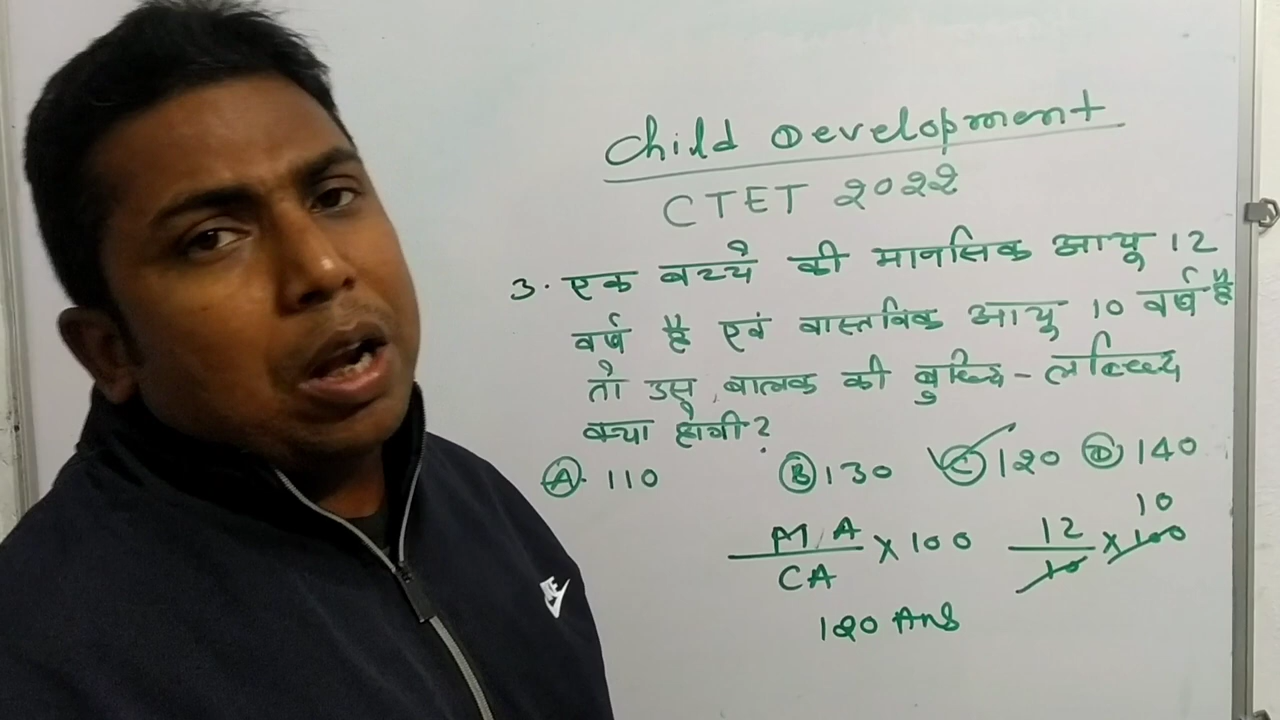 Child Development
CTET 2022
3. एक बच्चे की मानसिक आयु 12
वर्ष है एवं वास्तविक आयु 10 वर्ष है
तो उस बालक की बुद्धि - लब्धि
क्या होगी ?
Ⓐ. 110 Ⓑ 130 Ⓒ 120 Ⓓ 140
M.A/CA × 100 12/10 × 100 10
120 Ans